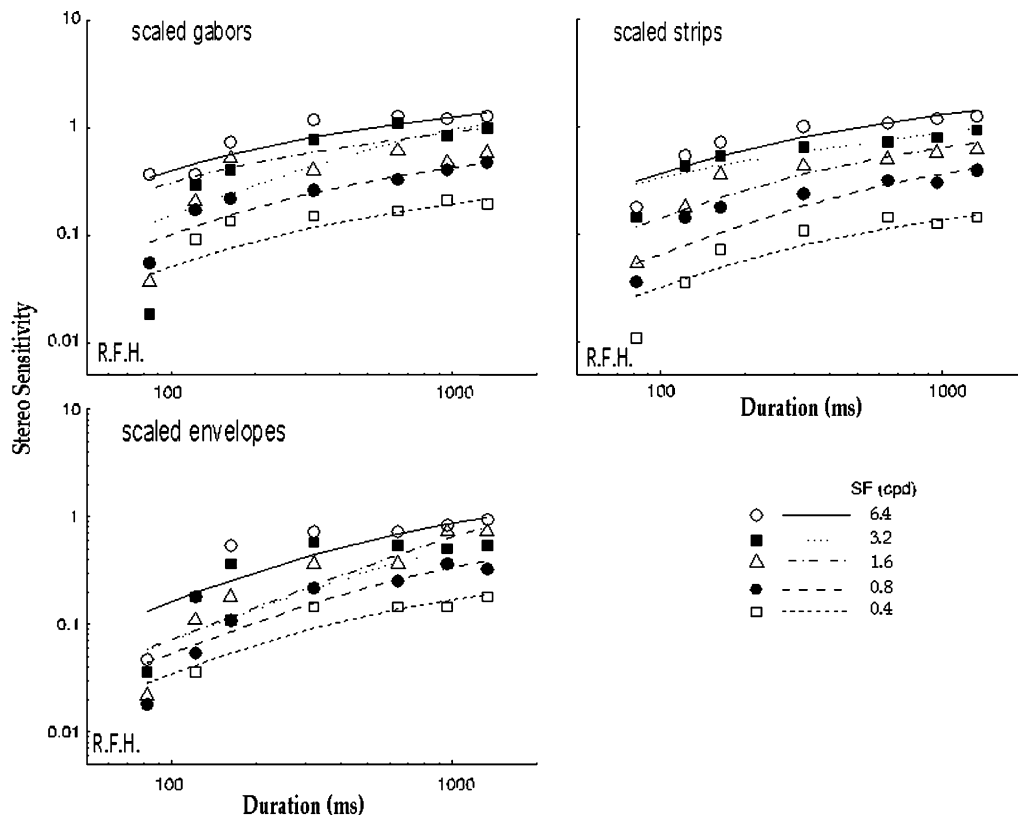 scaled gabors
10
1
0.1
0.01
R.F.H.
100
1000
scaled strips
R.F.H.
100
1000
Duration (ms)
Stereo Sensitivity
scaled envelopes
10
1
0.1
0.01
R.F.H.
100
1000
Duration (ms)
SF (cpd)
6.4
3.2
1.6
0.8
0.4